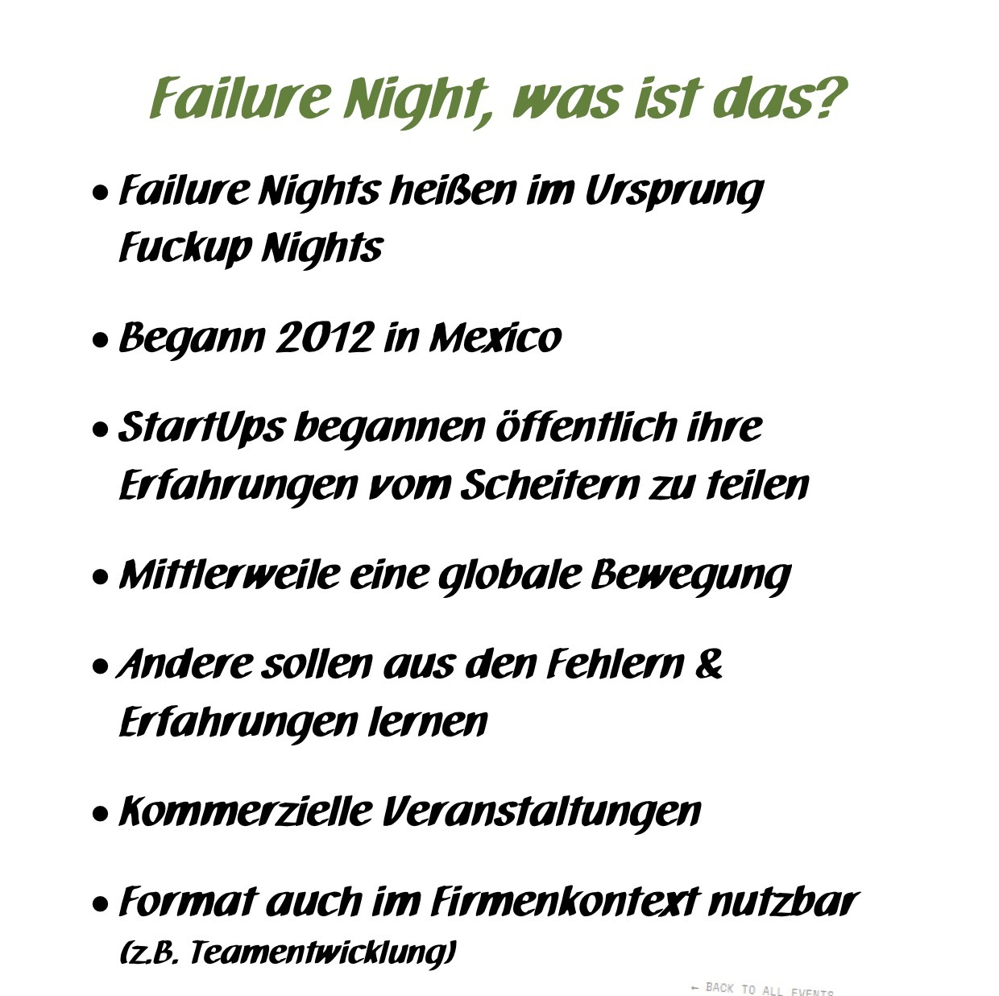 Failure Night, was ist das?
• Failure Nights heißen im Ursprung
Fuckup Nights
• Begann 2012 in Mexico
• StartUps begannen öffentlich ihre
Erfahrungen vom Scheitern zu teilen
• Mittlerweile eine globale Bewegung
• Andere sollen aus den Fehlern &
Erfahrungen lernen
• Kommerzielle Veranstaltungen
• Format auch im Firmenkontext nutzbar
(z.B. Teamentwicklung)
← BACK TO ALL EVENTS